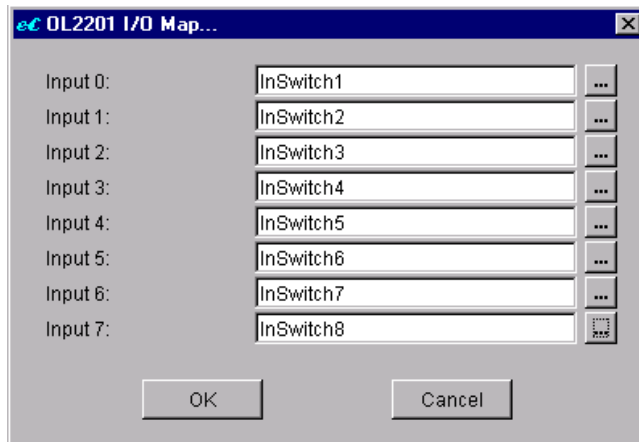 eC OL2201 I/O Map...
Input 0: InSwitch1 ...
Input 1: InSwitch2 ...
Input 2: InSwitch3 ...
Input 3: InSwitch4 ...
Input 4: InSwitch5 ...
Input 5: InSwitch6 ...
Input 6: InSwitch7 ...
Input 7: InSwitch8 ...
OK Cancel